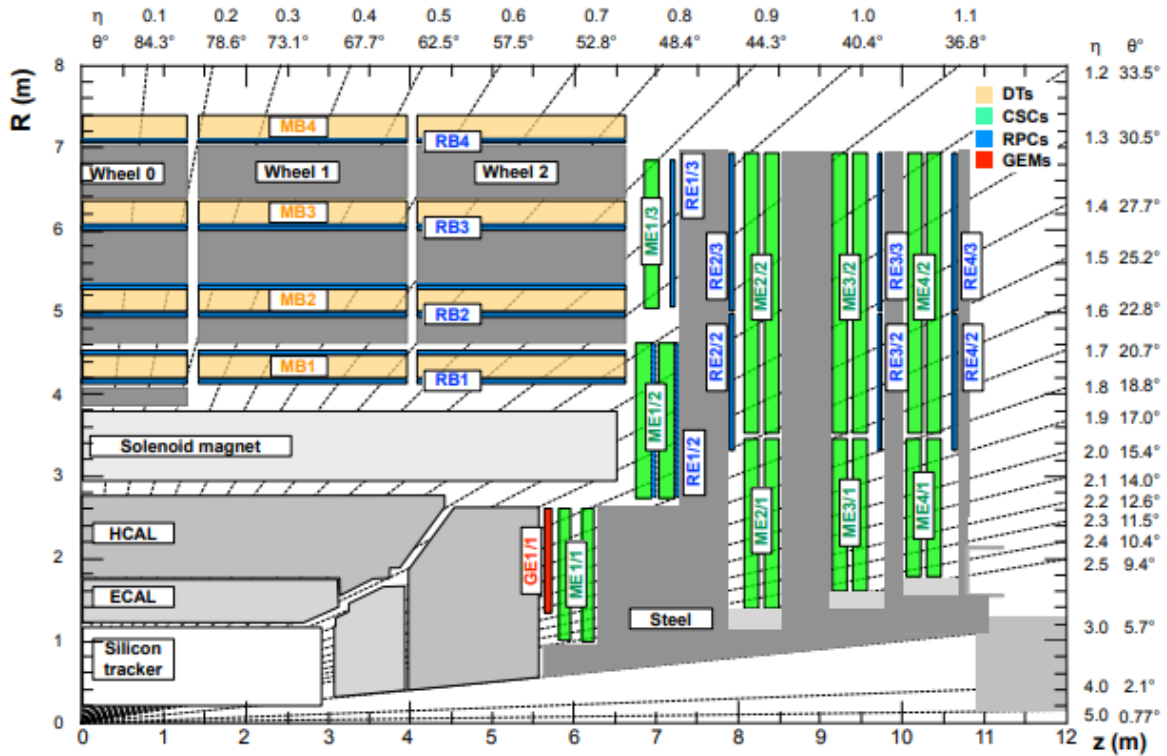 η 0.1 0.2 0.3 0.4 0.5 0.6 0.7 0.8 0.9 1.0 1.1
θ° 84.3° 78.6° 73.1° 67.7° 62.5° 57.5° 52.8° 48.4° 44.3° 40.4° 36.8° η θ°
R (m)
8 1.2 33.5°
DTs
CSCs
RPCs
GEMs
MB4
RB4
7 1.3 30.5°
Wheel 0 Wheel 1 Wheel 2
RE1/3
ME1/3
MB3
RB3
6 1.4 27.7°
RE2/3
ME2/2
ME3/2
RE3/3
ME4/2
RE4/3
1.5 25.2°
MB2
RB2
5 1.6 22.8°
RE2/2
RE3/2
RE4/2
1.7 20.7°
MB1
RB1
4 1.8 18.8°
ME1/2
1.9 17.0°
Solenoid magnet
RE1/2
3 2.0 15.4°
2.1 14.0°
2.2 12.6°
HCAL
2.3 11.5°
2 2.4 10.4°
2.5 9.4°
GE1/1
ME1/1
ME2/1
ME3/1
ME4/1
ECAL
Steel
1 3.0 5.7°
Silicon
tracker
4.0 2.1°
0 5.0 0.77°
0 1 2 3 4 5 6 7 8 9 10 11 12
z (m)